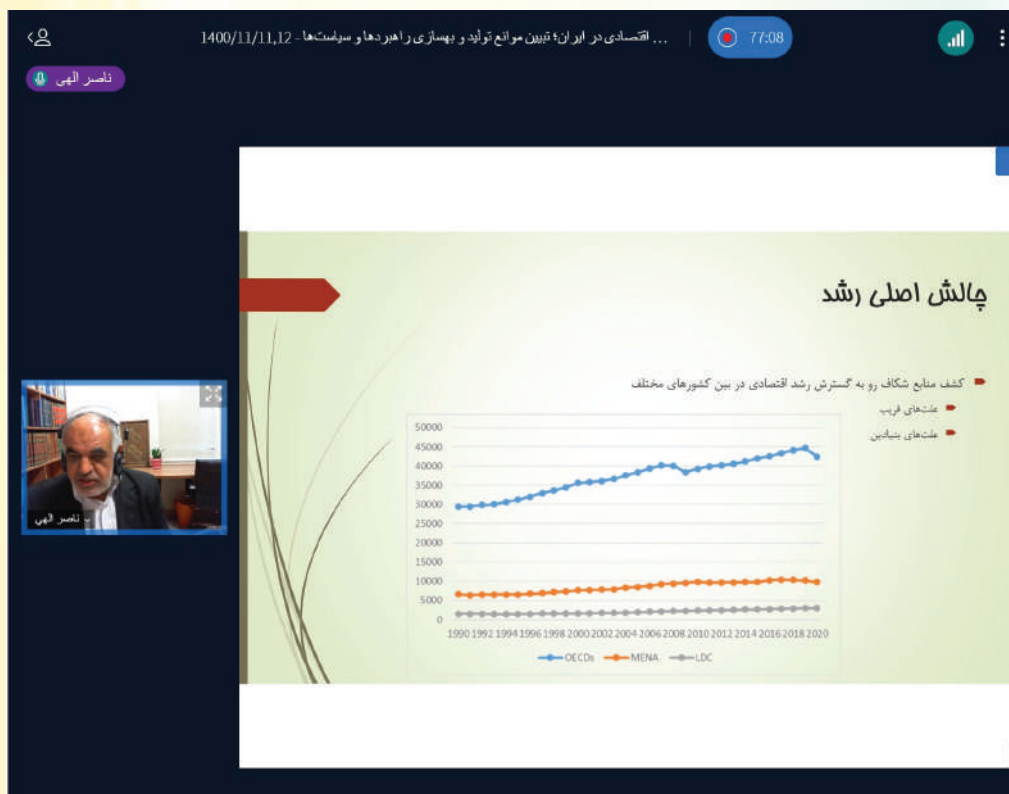 ... اقتصادی در ایران؛ تبیین موانع تولید و بهسازی راهبردها و سیاست‌ها - 1400/11/11,12
77:08
ناصر الهی
چالش اصلی رشد
کشف منابع شکاف رو به گسترش رشد اقتصادی در بین کشورهای مختلف
علت‌های قریب
علت‌های بنیادین
50000
45000
40000
35000
30000
25000
20000
15000
10000
5000
0
1990 1992 1994 1996 1998 2000 2002 2004 2006 2008 2010 2012 2014 2016 2018 2020
OECDs MENA LDC
ناصر الهی